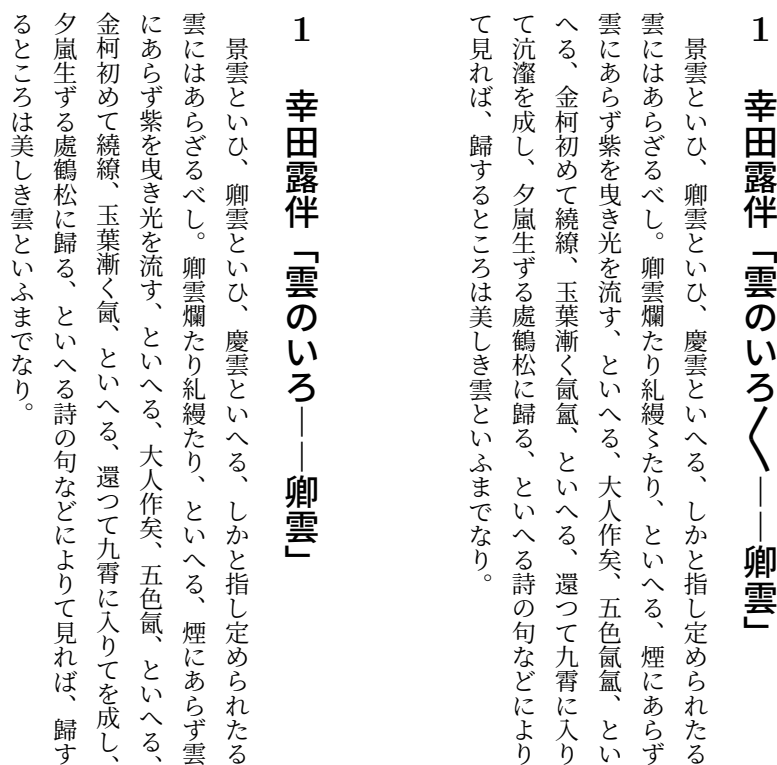 1 幸田露伴「雲のいろ〱――卿雲」
景雲といひ、卿雲といひ、慶雲といへる、しかと指し定められたる
雲にはあらざるべし。卿雲爛たり糺縵〻たり、といへる、煙にあらず
雲にあらず紫を曳き光を流す、といへる、大人作矣、五色氤氳、とい
へる、金柯初めて繞繚、玉葉漸く氤氳、といへる、還つて九霄に入り
て沆瀣を成し、夕嵐生ずる處鶴松に歸る、といへる詩の句などにより
て見れば、歸するところは美しき雲といふまでなり。
1 幸田露伴「雲のいろ――卿雲」
景雲といひ、卿雲といひ、慶雲といへる、しかと指し定められたる
雲にはあらざるべし。卿雲爛たり糺縵たり、といへる、煙にあらず雲
にあらず紫を曳き光を流す、といへる、大人作矣、五色氤、といへる、
金柯初めて繞繚、玉葉漸く氤、といへる、還つて九霄に入りてを成し、
夕嵐生ずる處鶴松に歸る、といへる詩の句などによりて見れば、歸す
るところは美しき雲といふまでなり。